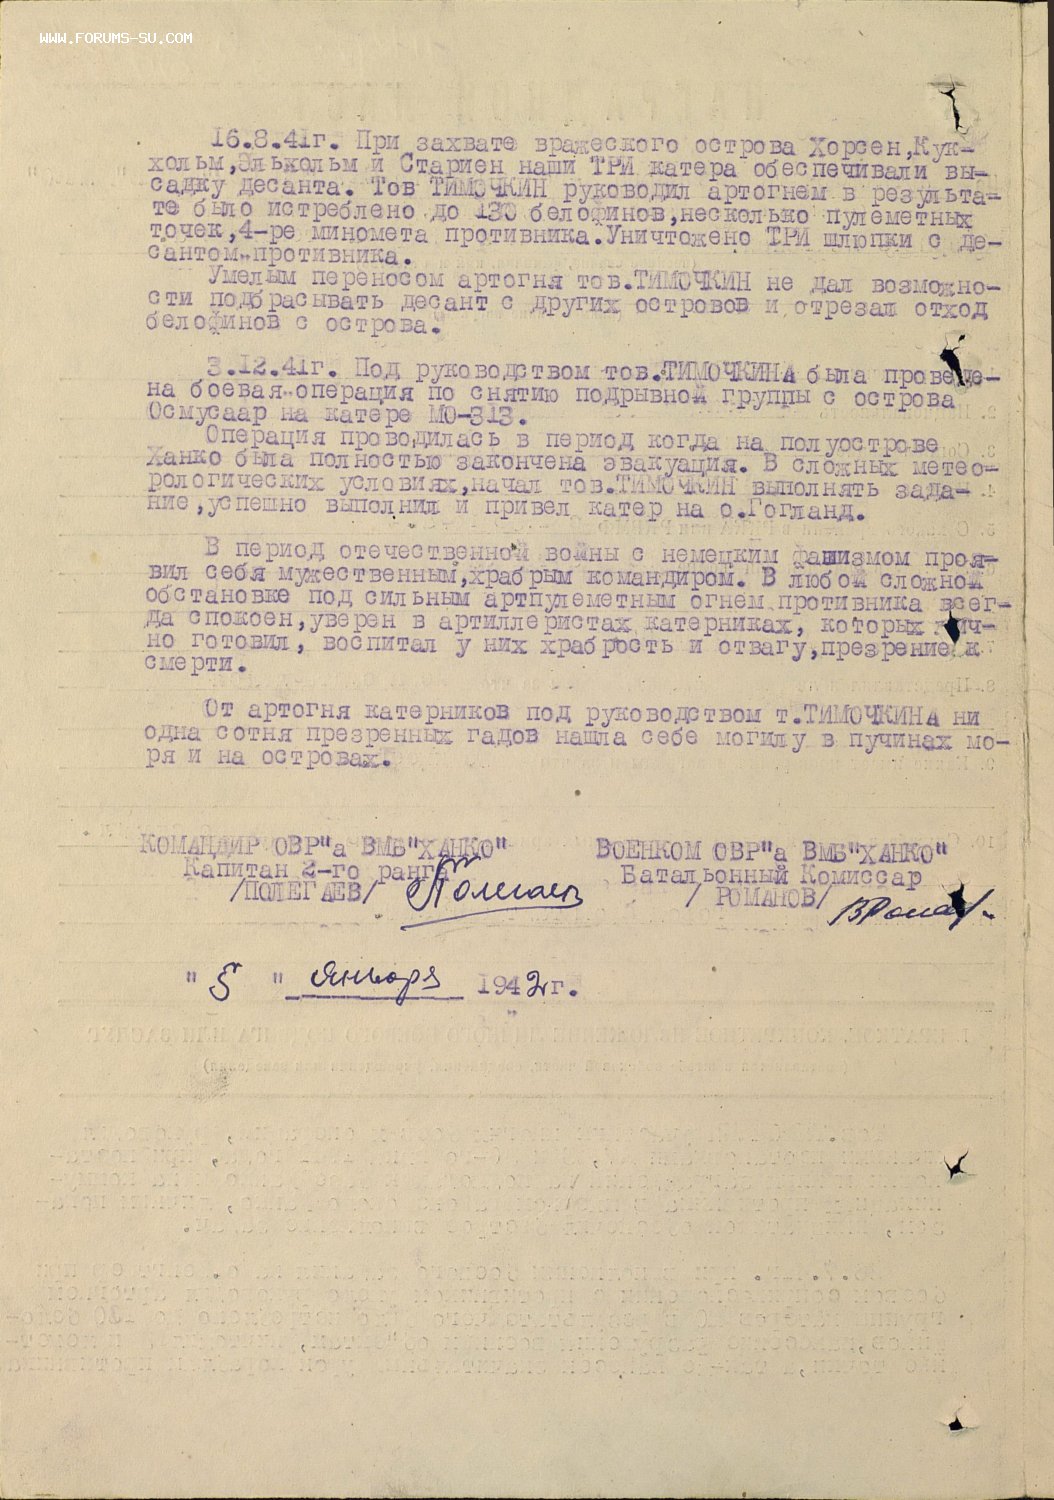 WWW.FORUMS-SU.COM
16.8.41г. При захвате вражеского острова Хорсен,Кук-
хольм,Элькольм и Стариен наши ТРИ катера обеспечивали вы-
садку десанта. Тов ТИМОЧКИН руководил артогнем в результа-
те было истреблено до 130 белофинов,несколько пулеметных
точек,4-ре миномета противника.Уничтожено ТРИ шлюпки с де-
сантом противника.
Умелым переносом артогня тов.ТИМОЧКИН не дал возможно-
сти подбрасывать десант с других островов и отрезал отход
белофинов с острова.
3.12.41г. Под руководством тов.ТИМОЧКИНА была проведе-
на боевая операция по снятию подрывной группы с острова
Осмусаар на катере МО-313.
Операция проводилась в период когда на полуострове
Ханко была полностью закончена эвакуация. В сложных метео-
рологических условиях,начал тов.ТИМОЧКИН выполнять зада-
ние,успешно выполнил и привел катер на о.Гогланд.
В период отечественной войны с немецким фашизмом проя-
вил себя мужественным,храбрым командиром. В любой сложной
обстановке под сильным артпулеметным огнем противника всег-
да спокоен,уверен в артиллеристах катерниках, которых лич-
но готовил, воспитал у них храбрость и отвагу,презрение к
смерти.
От артогня катерников под руководством т.ТИМОЧКИНА ни
одна сотня презренных гадов нашла себе могилу в пучинах мо-
ря и на островах.
КОМАНДИР ОВР"а ВМБ"ХАНКО" ВОЕНКОМ ОВР"а ВМБ"ХАНКО"
Капитан 2-го ранга Батальонный Комиссар
/ПОЛЕГАЕВ/ Полегаев / РОМАНОВ/ ВРома
" 5 " Января 1942г.